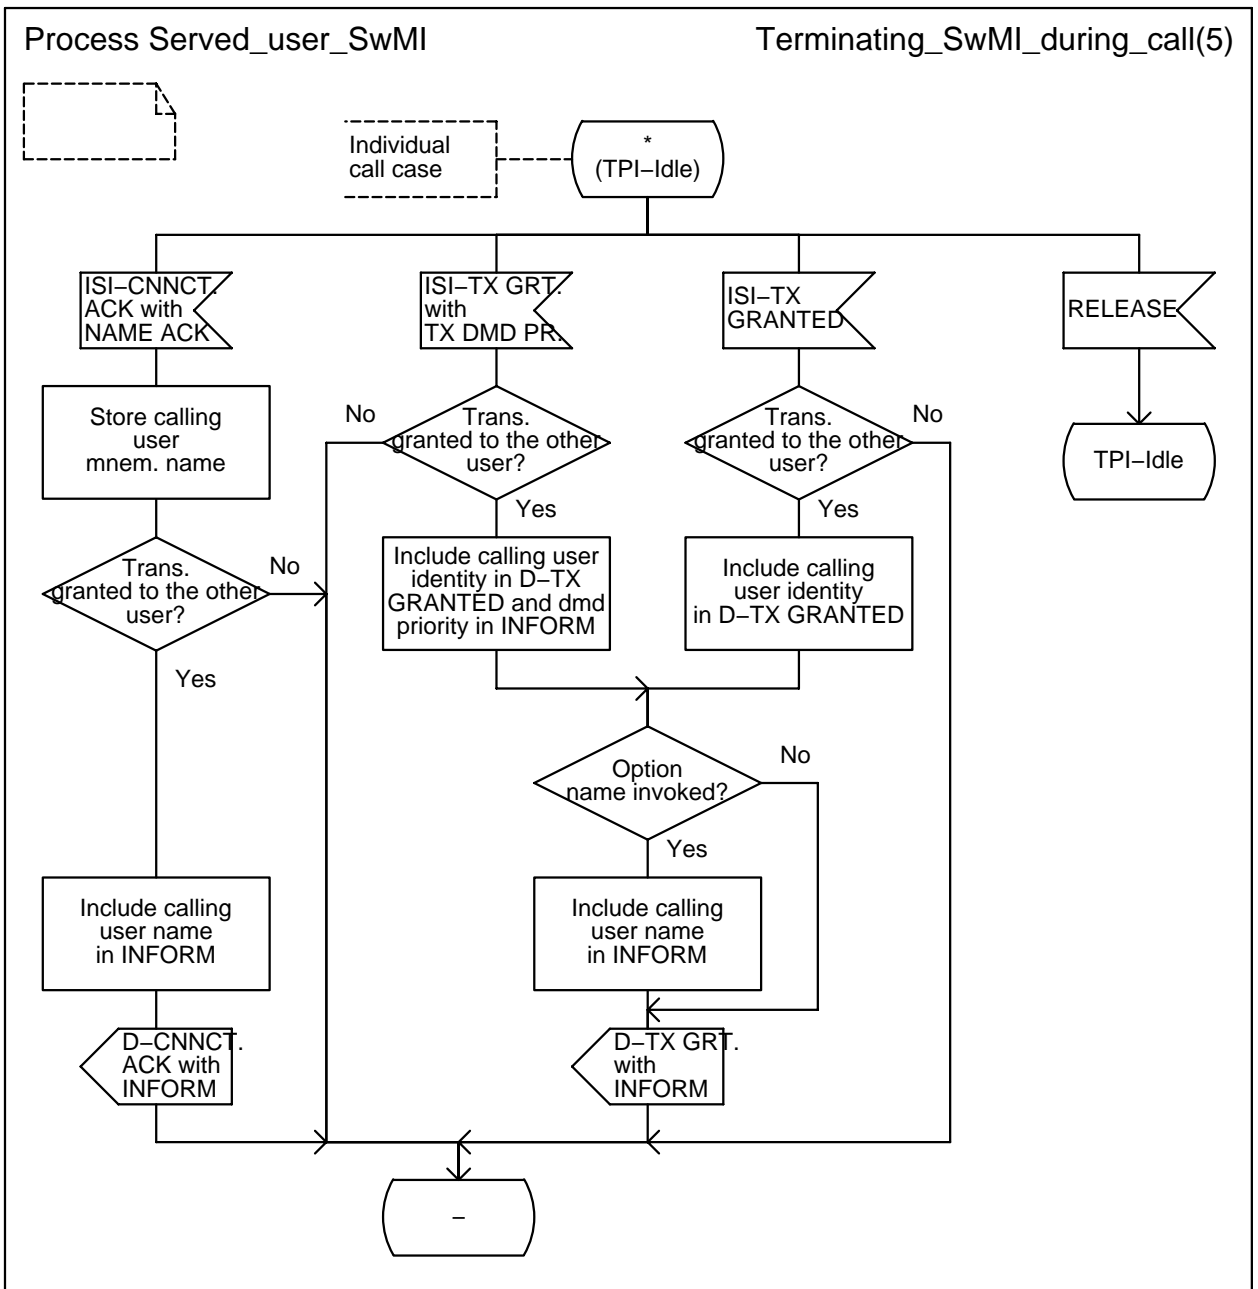 Process Served_user_SwMI
Terminating_SwMI_during_call(5)
Individual
call case
*
(TPI−Idle)
ISI−CNNCT.
ACK with
NAME ACK
ISI−TX GRT.
with
TX DMD PR.
ISI−TX
GRANTED
RELEASE
Store calling
user
mnem. name
No
Trans.
granted to the other
user?
Trans.
granted to the other
user?
No
TPI−Idle
Yes
Yes
Trans.
granted to the other
user?
No
Include calling user
identity in D−TX
GRANTED and dmd
priority in INFORM
Include calling
user identity
in D−TX GRANTED
Yes
Option
name invoked?
No
Yes
Include calling
user name
in INFORM
Include calling
user name
in INFORM
D−CNNCT.
ACK with
INFORM
D−TX GRT.
with
INFORM
−